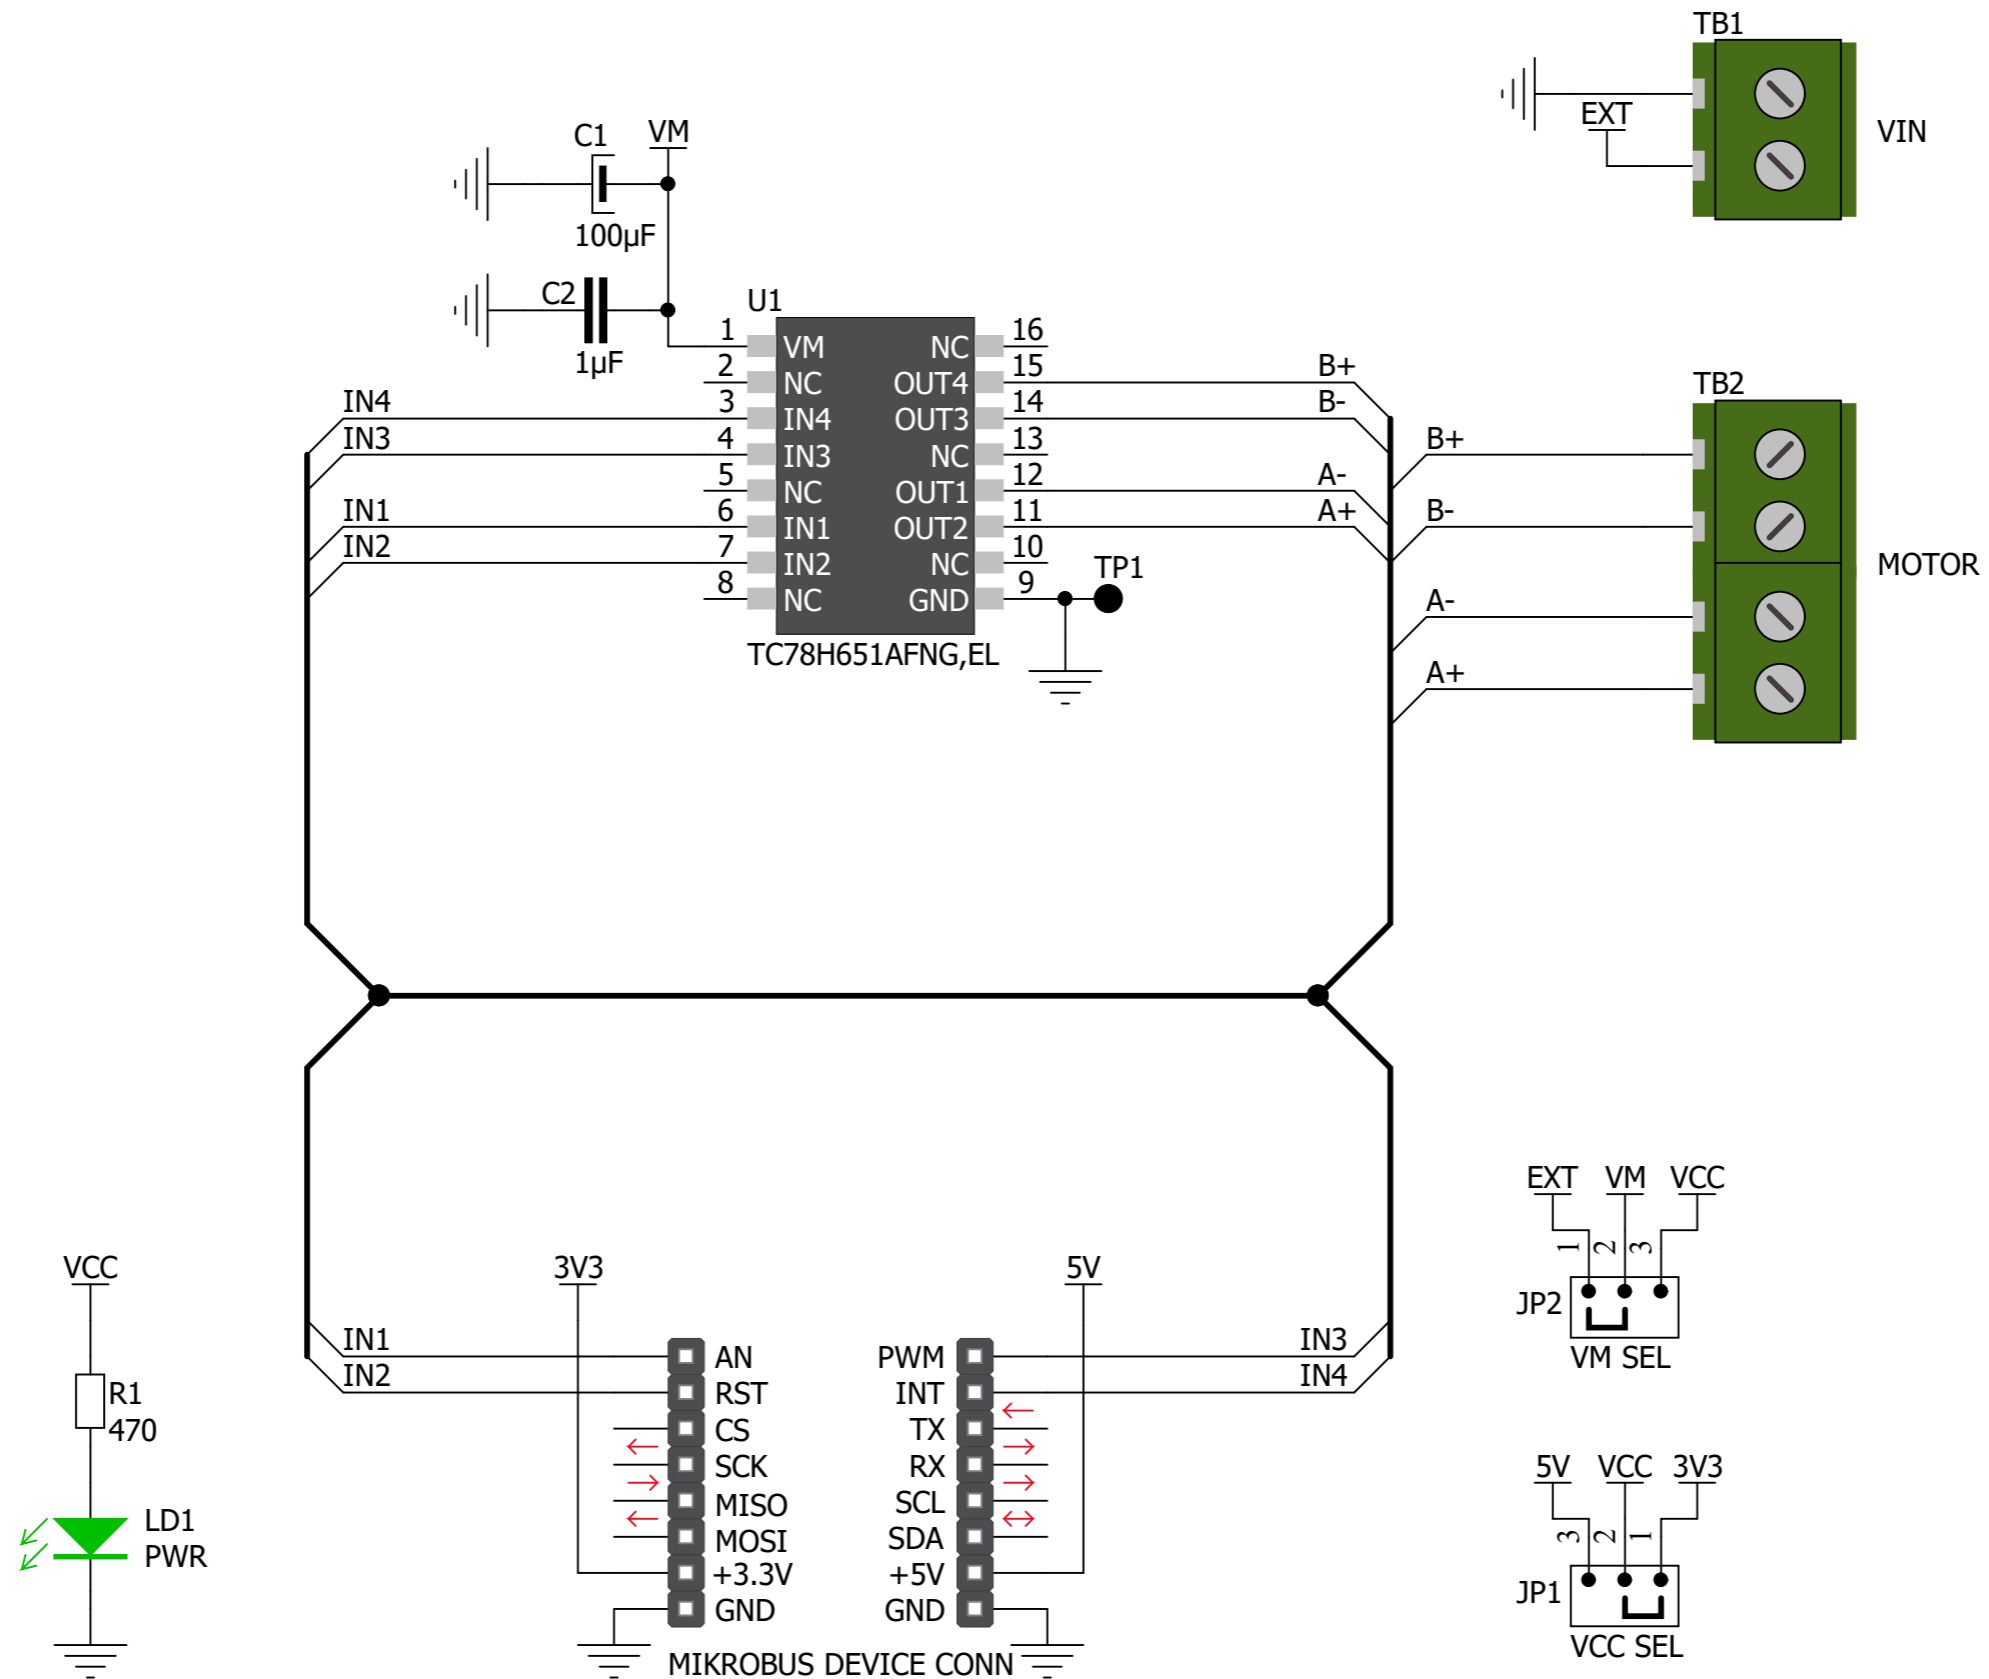 TB1
VIN
EXT
C1
VM
100µF
C2
1µF
U1
1 VM NC 16
2 NC OUT4 15 B+
3 IN4 OUT3 14 B-
4 IN3 NC 13
5 NC OUT1 12 A-
6 IN1 OUT2 11 A+
7 IN2 NC 10
8 NC GND 9
IN4
IN3
IN1
IN2
TP1
TC78H651AFNG,EL
TB2
B+
B-
A-
A+
MOTOR
EXT VM VCC
1 2 3
JP2
VM SEL
VCC
R1
470
LD1
PWR
3V3
5V
IN1
IN2
IN3
IN4
AN PWM
RST INT
CS TX
SCK RX
MISO SCL
MOSI SDA
+3.3V +5V
GND GND
MIKROBUS DEVICE CONN
5V VCC 3V3
3 2 1
JP1
VCC SEL